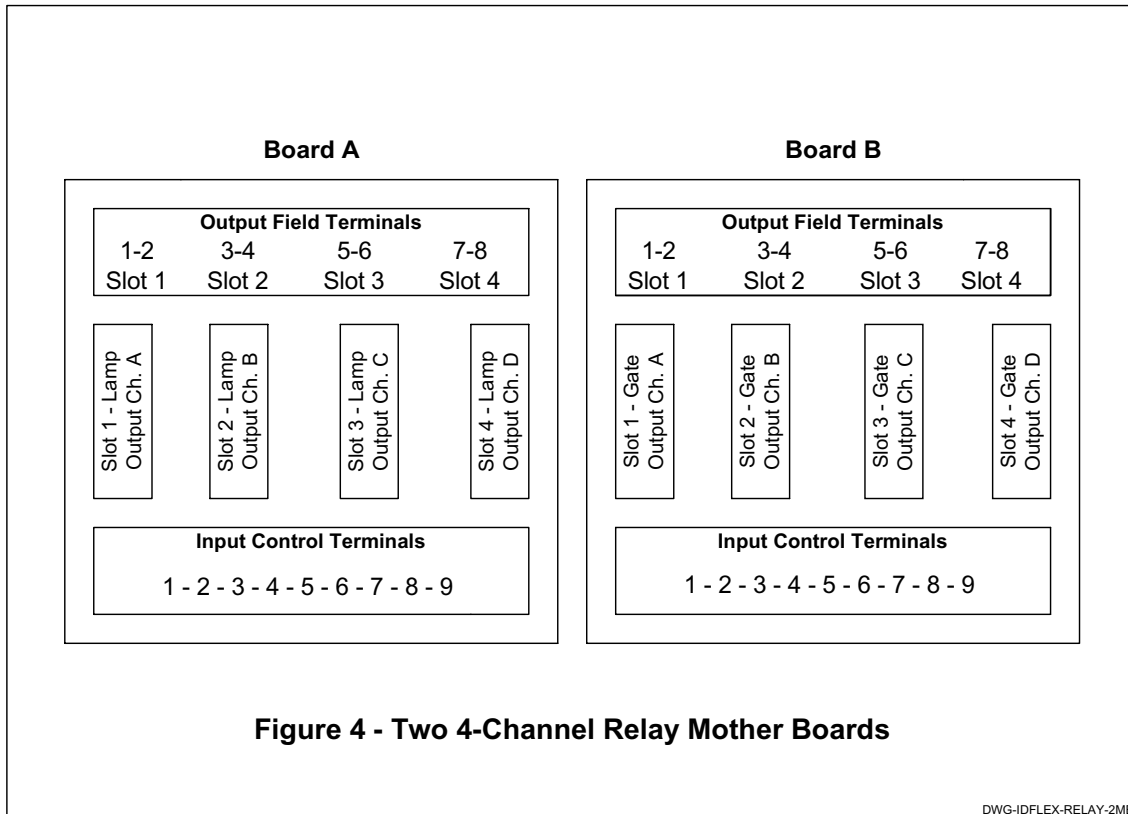 Board A
Output Field Terminals
1-2 3-4 5-6 7-8
Slot 1 Slot 2 Slot 3 Slot 4
Slot 1 - Lamp
Output Ch. A
Slot 2 - Lamp
Output Ch. B
Slot 3 - Lamp
Output Ch. C
Slot 4 - Lamp
Output Ch. D
Input Control Terminals
1 - 2 - 3 - 4 - 5 - 6 - 7 - 8 - 9
Board B
Output Field Terminals
1-2 3-4 5-6 7-8
Slot 1 Slot 2 Slot 3 Slot 4
Slot 1 - Gate
Output Ch. A
Slot 2 - Gate
Output Ch. B
Slot 3 - Gate
Output Ch. C
Slot 4 - Gate
Output Ch. D
Input Control Terminals
1 - 2 - 3 - 4 - 5 - 6 - 7 - 8 - 9
Figure 4 - Two 4-Channel Relay Mother Boards